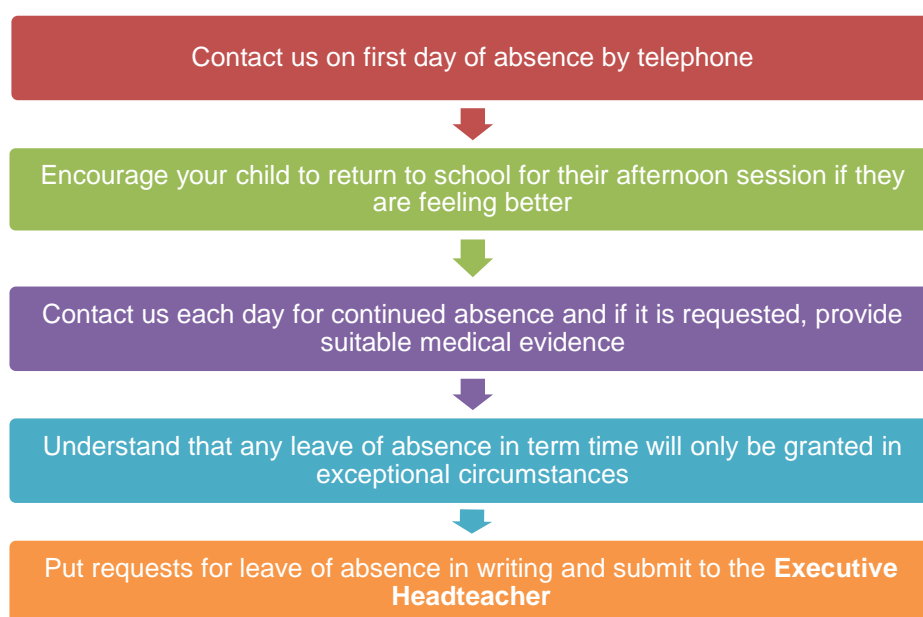 Contact us on first day of absence by telephone
Encourage your child to return to school for their afternoon session if they
are feeling better
Contact us each day for continued absence and if it is requested, provide
suitable medical evidence
Understand that any leave of absence in term time will only be granted in
exceptional circumstances
Put requests for leave of absence in writing and submit to the Executive
Headteacher